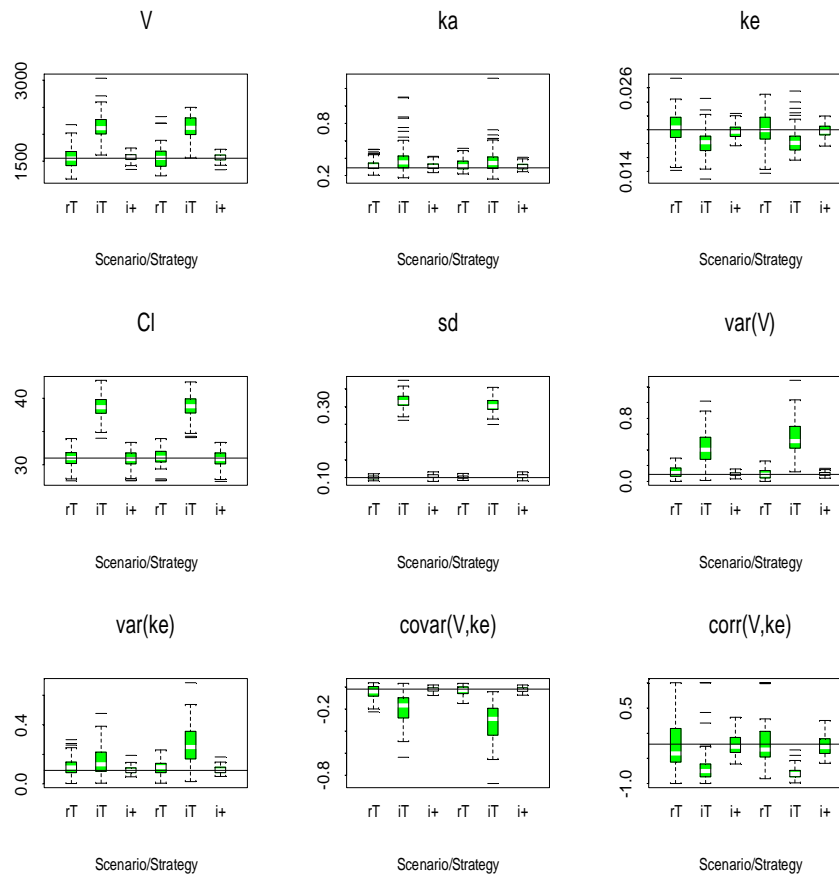 V
ka
ke
3000
1500
0.8
0.2
0.026
0.014
rT iT i+ rT iT i+
rT iT i+ rT iT i+
rT iT i+ rT iT i+
Scenario/Strategy
Scenario/Strategy
Scenario/Strategy
Cl
sd
var(V)
40
30
0.30
0.10
0.8
0.0
rT iT i+ rT iT i+
rT iT i+ rT iT i+
rT iT i+ rT iT i+
Scenario/Strategy
Scenario/Strategy
Scenario/Strategy
var(ke)
covar(V,ke)
corr(V,ke)
0.4
0.0
-0.2
-0.8
0.5
-1.0
rT iT i+ rT iT i+
rT iT i+ rT iT i+
rT iT i+ rT iT i+
Scenario/Strategy
Scenario/Strategy
Scenario/Strategy